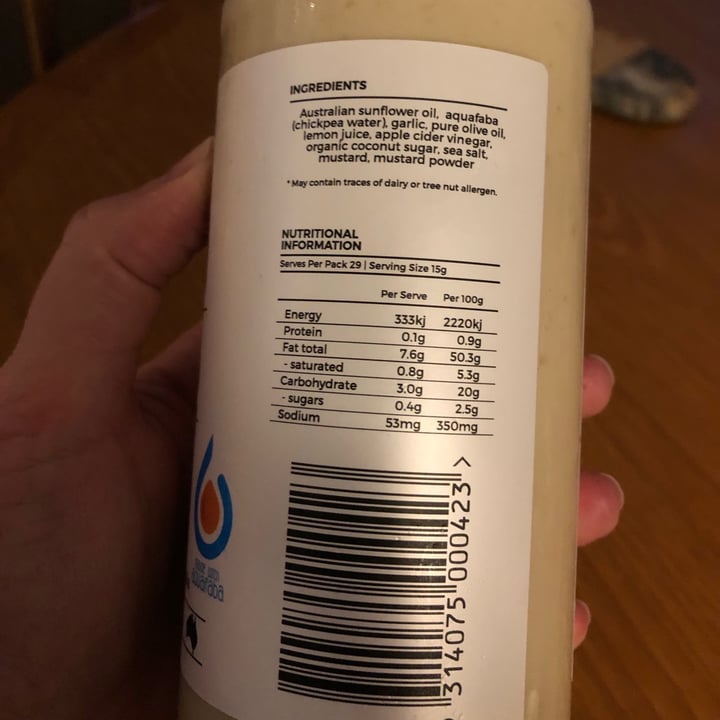 INGREDIENTS
Australian sunflower oil, aquafaba
(chickpea water), garlic, pure olive oil,
lemon juice, apple cider vinegar,
organic coconut sugar, sea salt,
mustard, mustard powder
*May contain traces of dairy or tree nut allergen.
NUTRITIONAL
INFORMATION
Serves Per Pack 29 | Serving Size 15g
Per Serve Per 100g
Energy 333kj 2220kj
Protein 0.1g 0.9g
Fat total 7.6g 50.3g
- saturated 0.8g 5.3g
Carbohydrate 3.0g 20g
- sugars 0.4g 2.5g
Sodium 53mg 350mg
made with
aquafaba
314075 000423 >